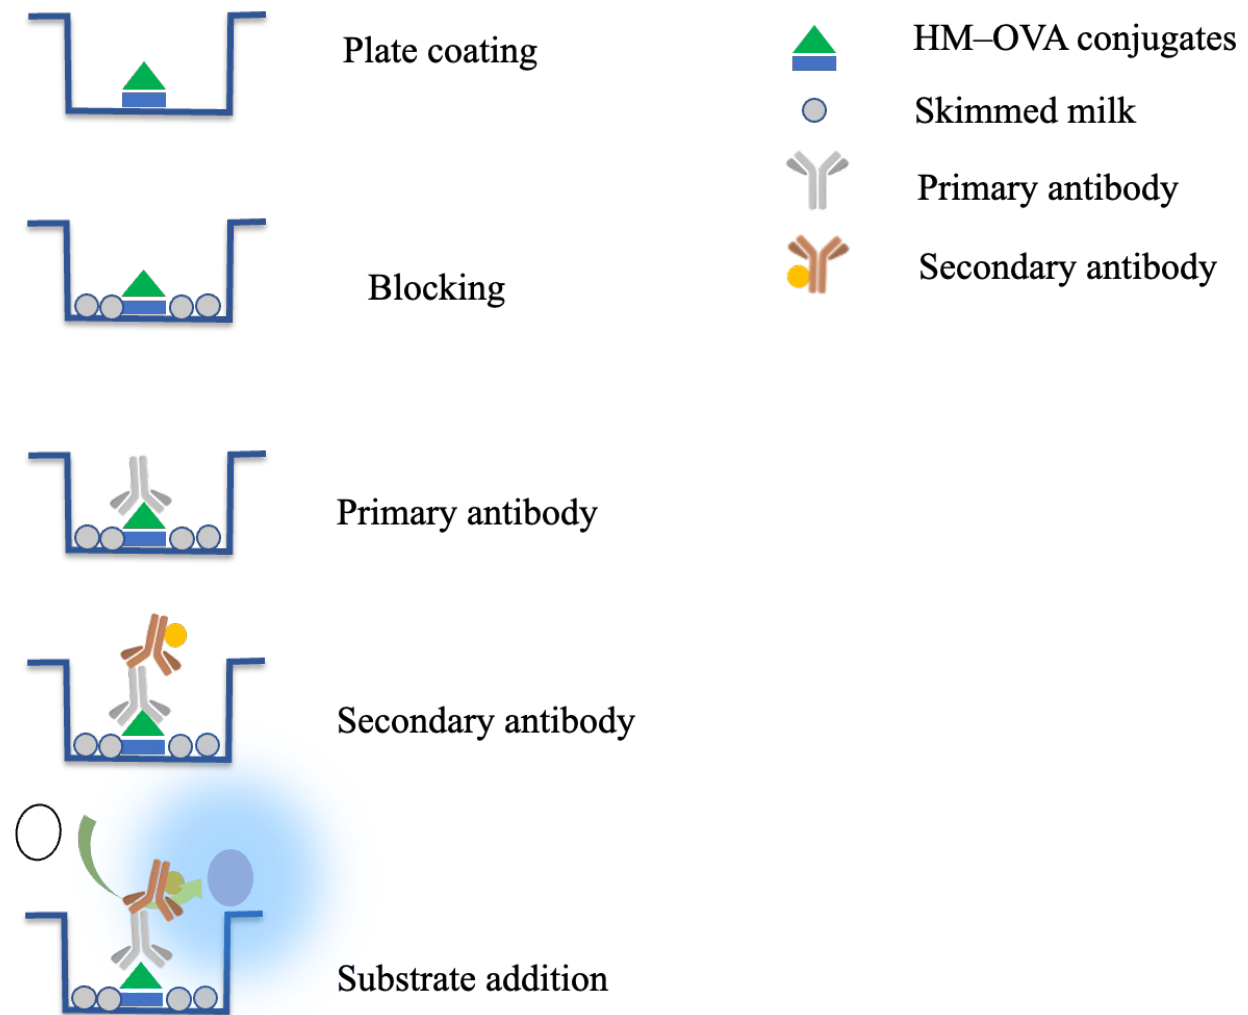 Plate coating
HM–OVA conjugates
Skimmed milk
Primary antibody
Secondary antibody
Blocking
Primary antibody
Secondary antibody
Substrate addition